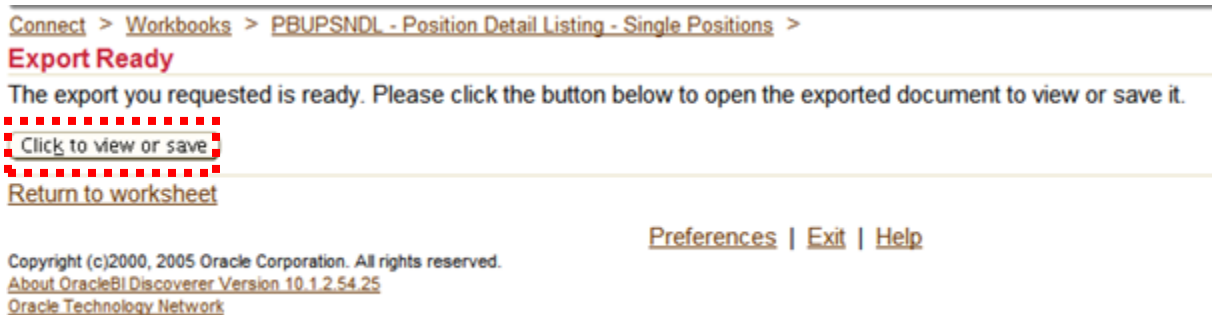 Connect > Workbooks > PBUPSNDL - Position Detail Listing - Single Positions >
Export Ready
The export you requested is ready. Please click the button below to open the exported document to view or save it.
Click to view or save
Return to worksheet
Preferences | Exit | Help
Copyright (c)2000, 2005 Oracle Corporation. All rights reserved.
About OracleBI Discoverer Version 10.1.2.54.25
Oracle Technology Network